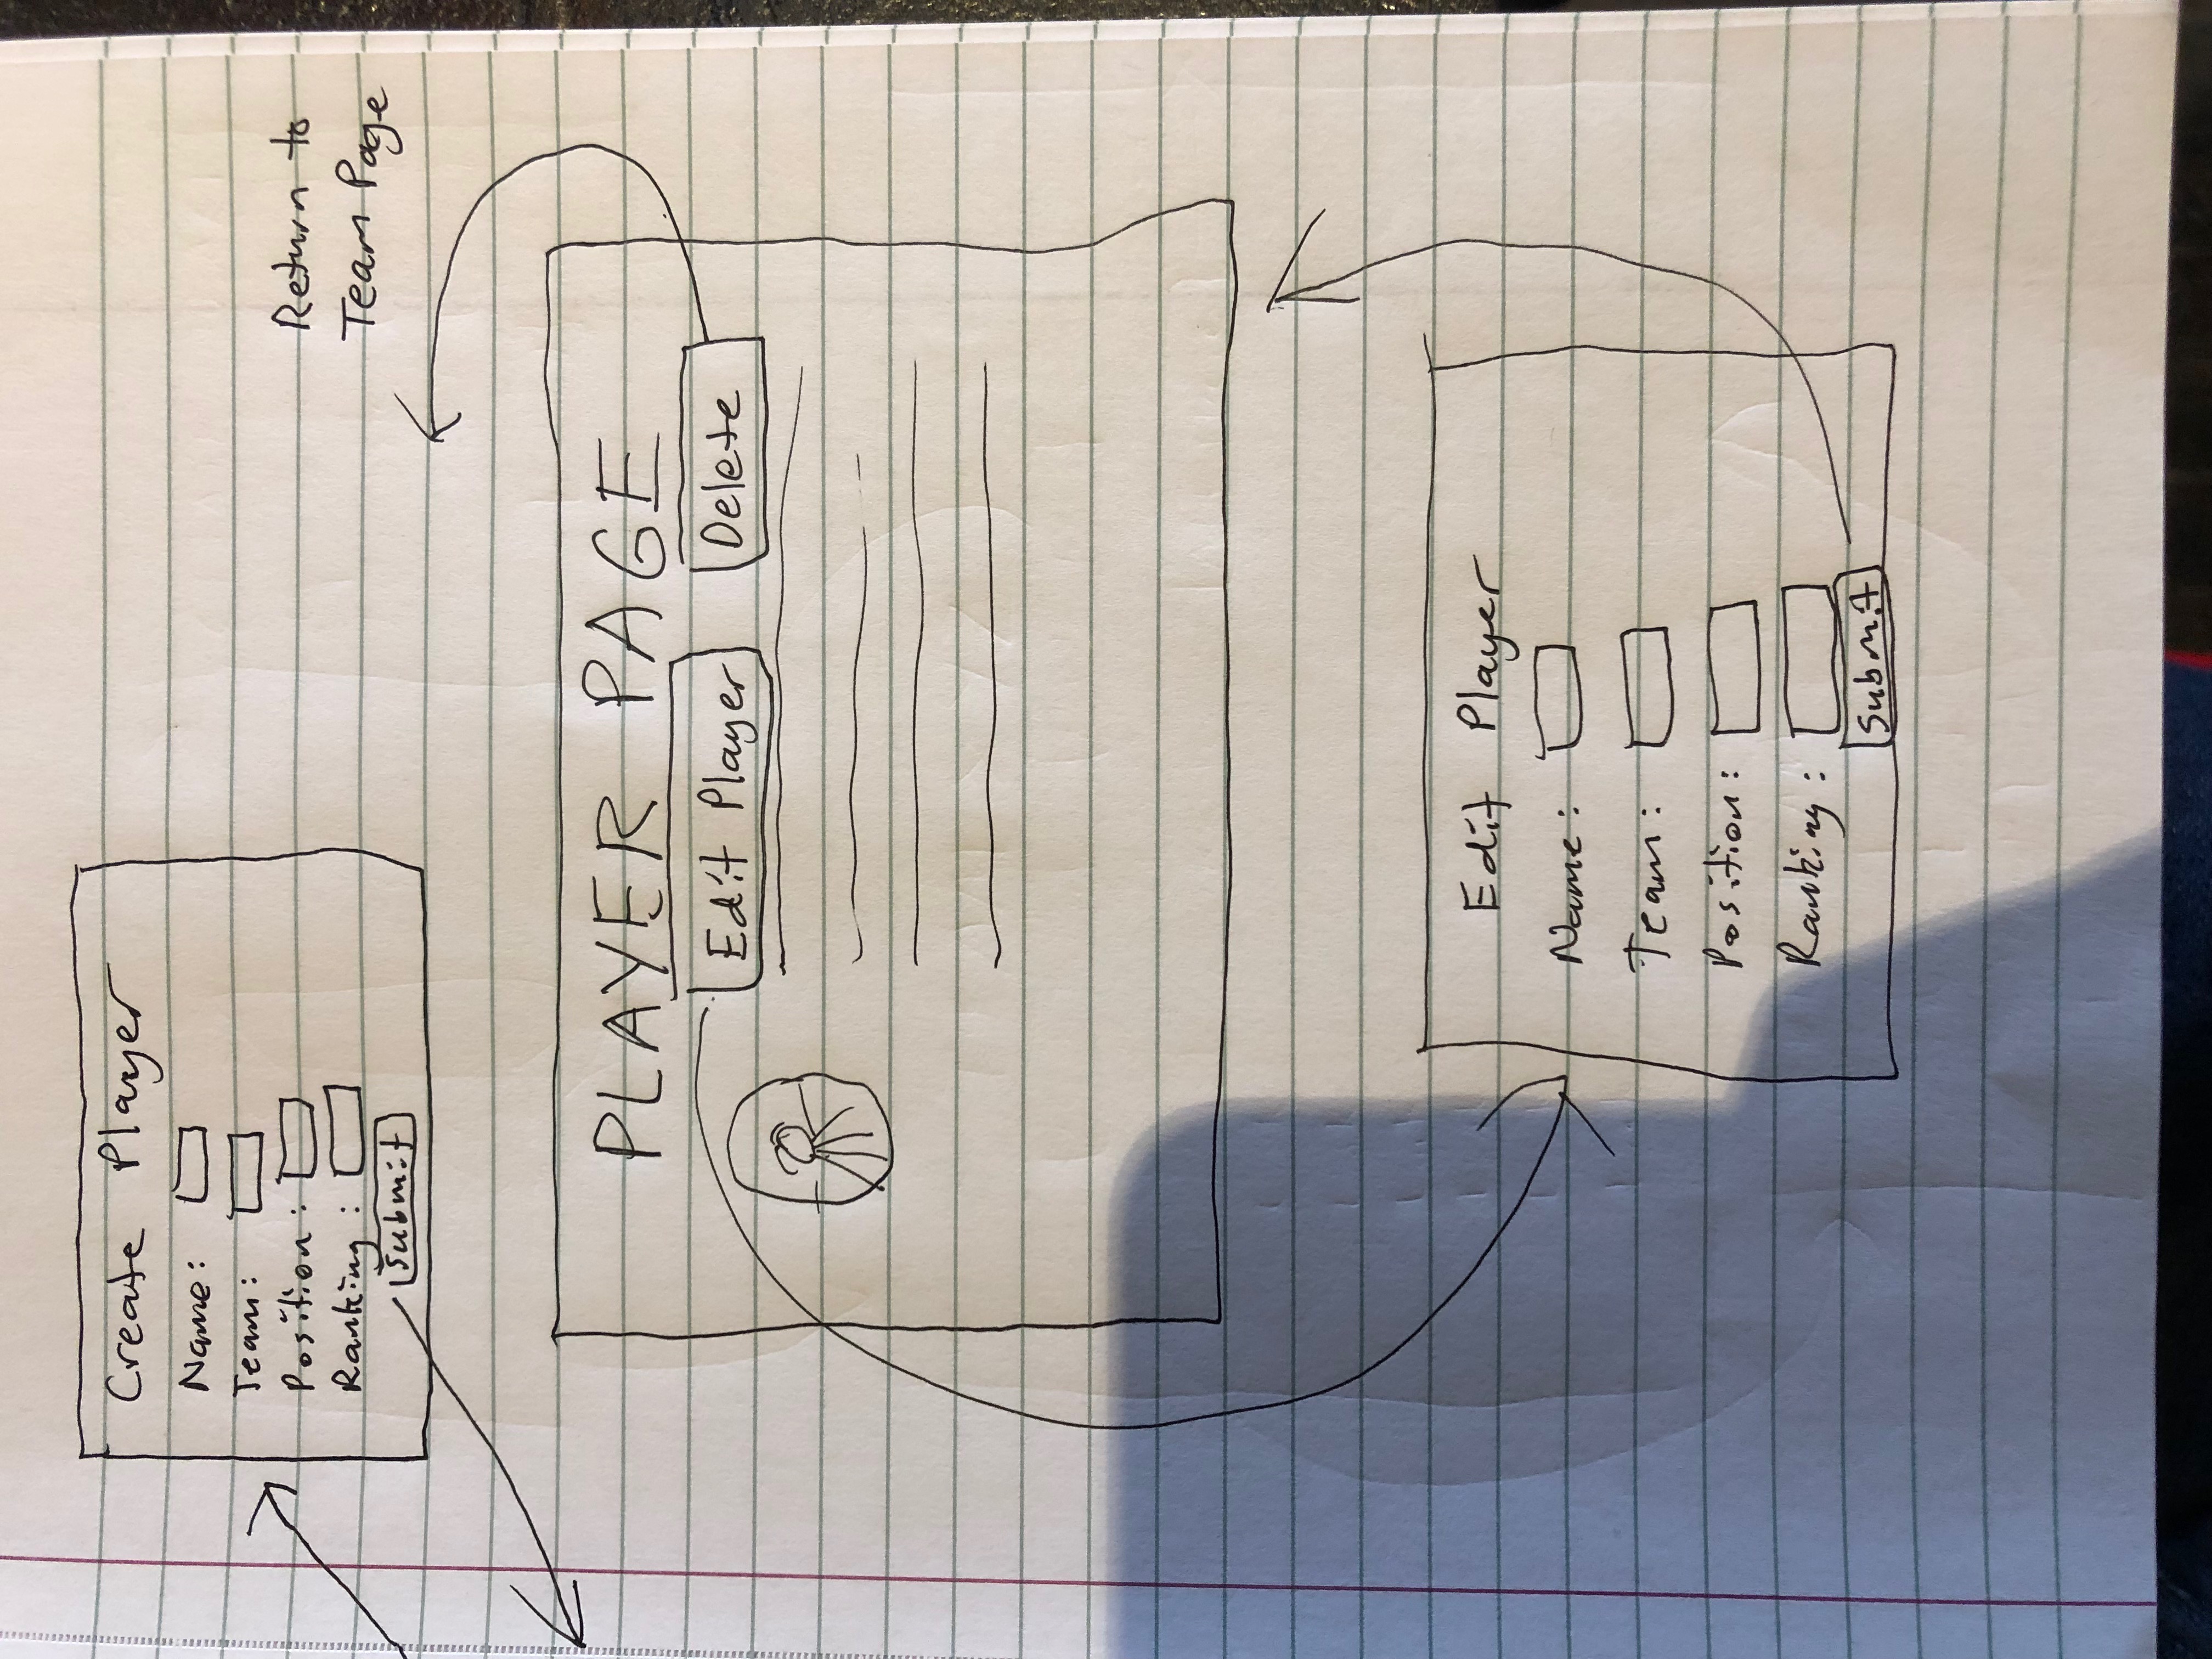 Create Player
Name:
Team:
Position:
Ranking:
Submit
Return to
Team Page
PLAYER PAGE
Edit Player Delete
Edit Player
Name:
Team:
Position:
Ranking:
Submit